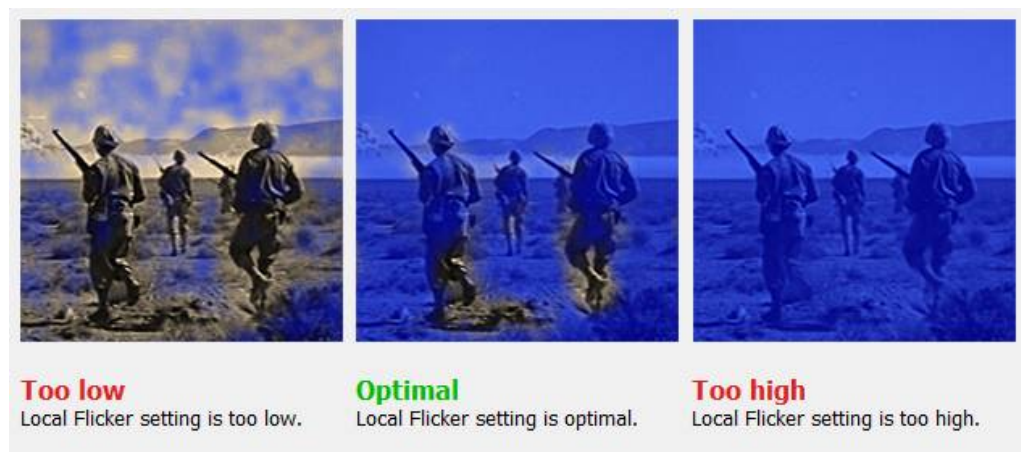 Too low
Local Flicker setting is too low.
Optimal
Local Flicker setting is optimal.
Too high
Local Flicker setting is too high.